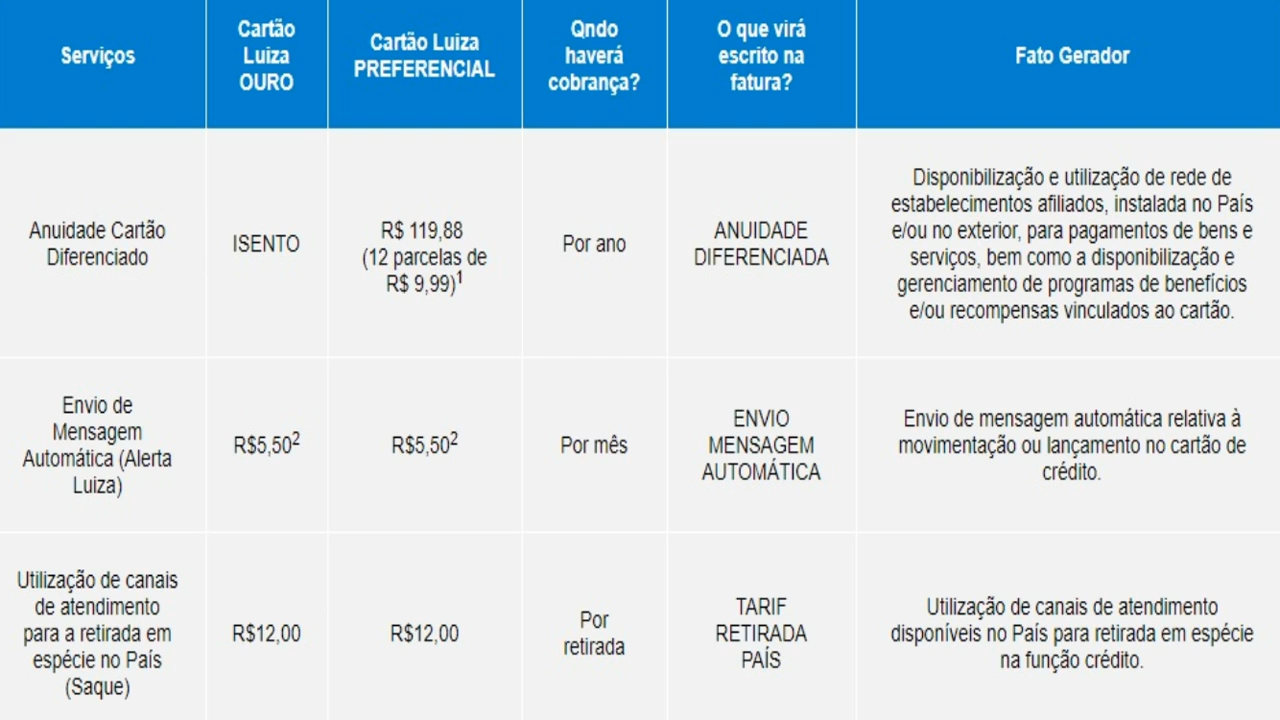 Serviços
Cartão
Luiza
OURO
Cartão Luiza
PREFERENCIAL
Qndo
haverá
cobrança?
O que virá
escrito na
fatura?
Fato Gerador
Anuidade Cartão
Diferenciado
ISENTO
R$ 119,88
(12 parcelas de
R$ 9,99)1
Por ano
ANUIDADE
DIFERENCIADA
Disponibilização e utilização de rede de
estabelecimentos afiliados, instalada no País
e/ou no exterior, para pagamentos de bens e
serviços, bem como a disponibilização e
gerenciamento de programas de benefícios
e/ou recompensas vinculados ao cartão.
Envio de
Mensagem
Automática (Alerta
Luiza)
R$5,502
R$5,502
Por mês
ENVIO
MENSAGEM
AUTOMÁTICA
Envio de mensagem automática relativa à
movimentação ou lançamento no cartão de
crédito.
Utilização de canais
de atendimento
para a retirada em
espécie no País
(Saque)
R$12,00
R$12,00
Por
retirada
TARIF
RETIRADA
PAÍS
Utilização de canais de atendimento
disponíveis no País para retirada em espécie
na função crédito.